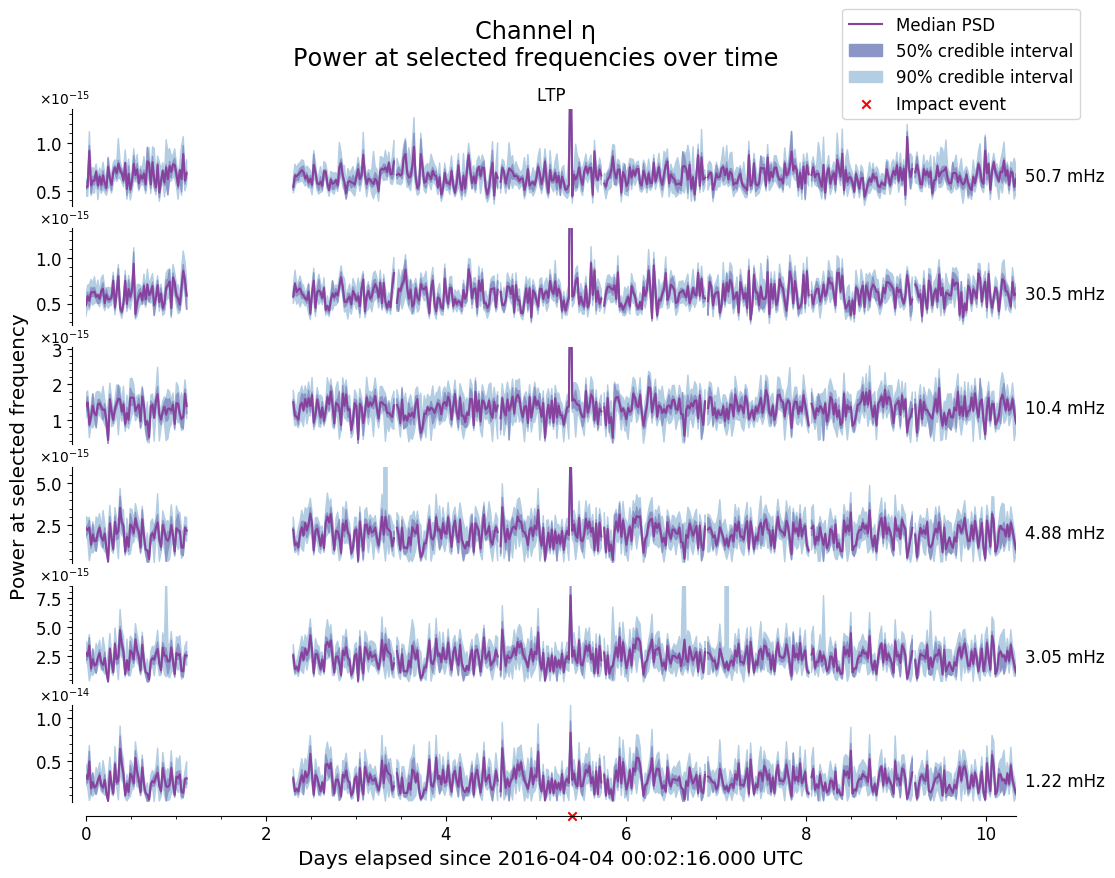 Channel η
Power at selected frequencies over time
Median PSD
50% credible interval
90% credible interval
Impact event
LTP
×10⁻¹⁵
1.0
0.5
50.7 mHz
×10⁻¹⁵
1.0
0.5
30.5 mHz
×10⁻¹⁵
3
2
1
10.4 mHz
×10⁻¹⁵
5.0
2.5
4.88 mHz
×10⁻¹⁵
7.5
5.0
2.5
3.05 mHz
×10⁻¹⁴
1.0
0.5
1.22 mHz
Power at selected frequency
0 2 4 6 8 10
Days elapsed since 2016-04-04 00:02:16.000 UTC